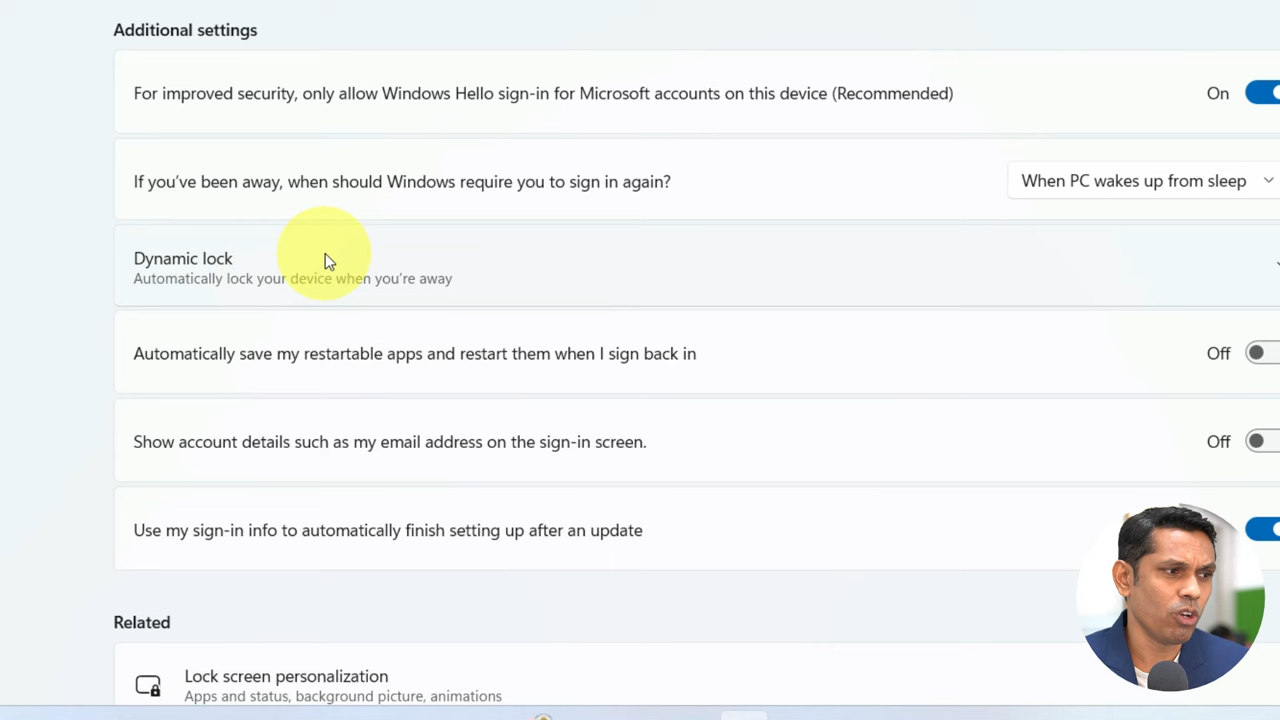 Additional settings
For improved security, only allow Windows Hello sign-in for Microsoft accounts on this device (Recommended)
On
If you've been away, when should Windows require you to sign in again?
When PC wakes up from sleep
Dynamic lock
Automatically lock your device when you're away
Automatically save my restartable apps and restart them when I sign back in
Off
Show account details such as my email address on the sign-in screen.
Off
Use my sign-in info to automatically finish setting up after an update
Related
Lock screen personalization
Apps and status, background picture, animations